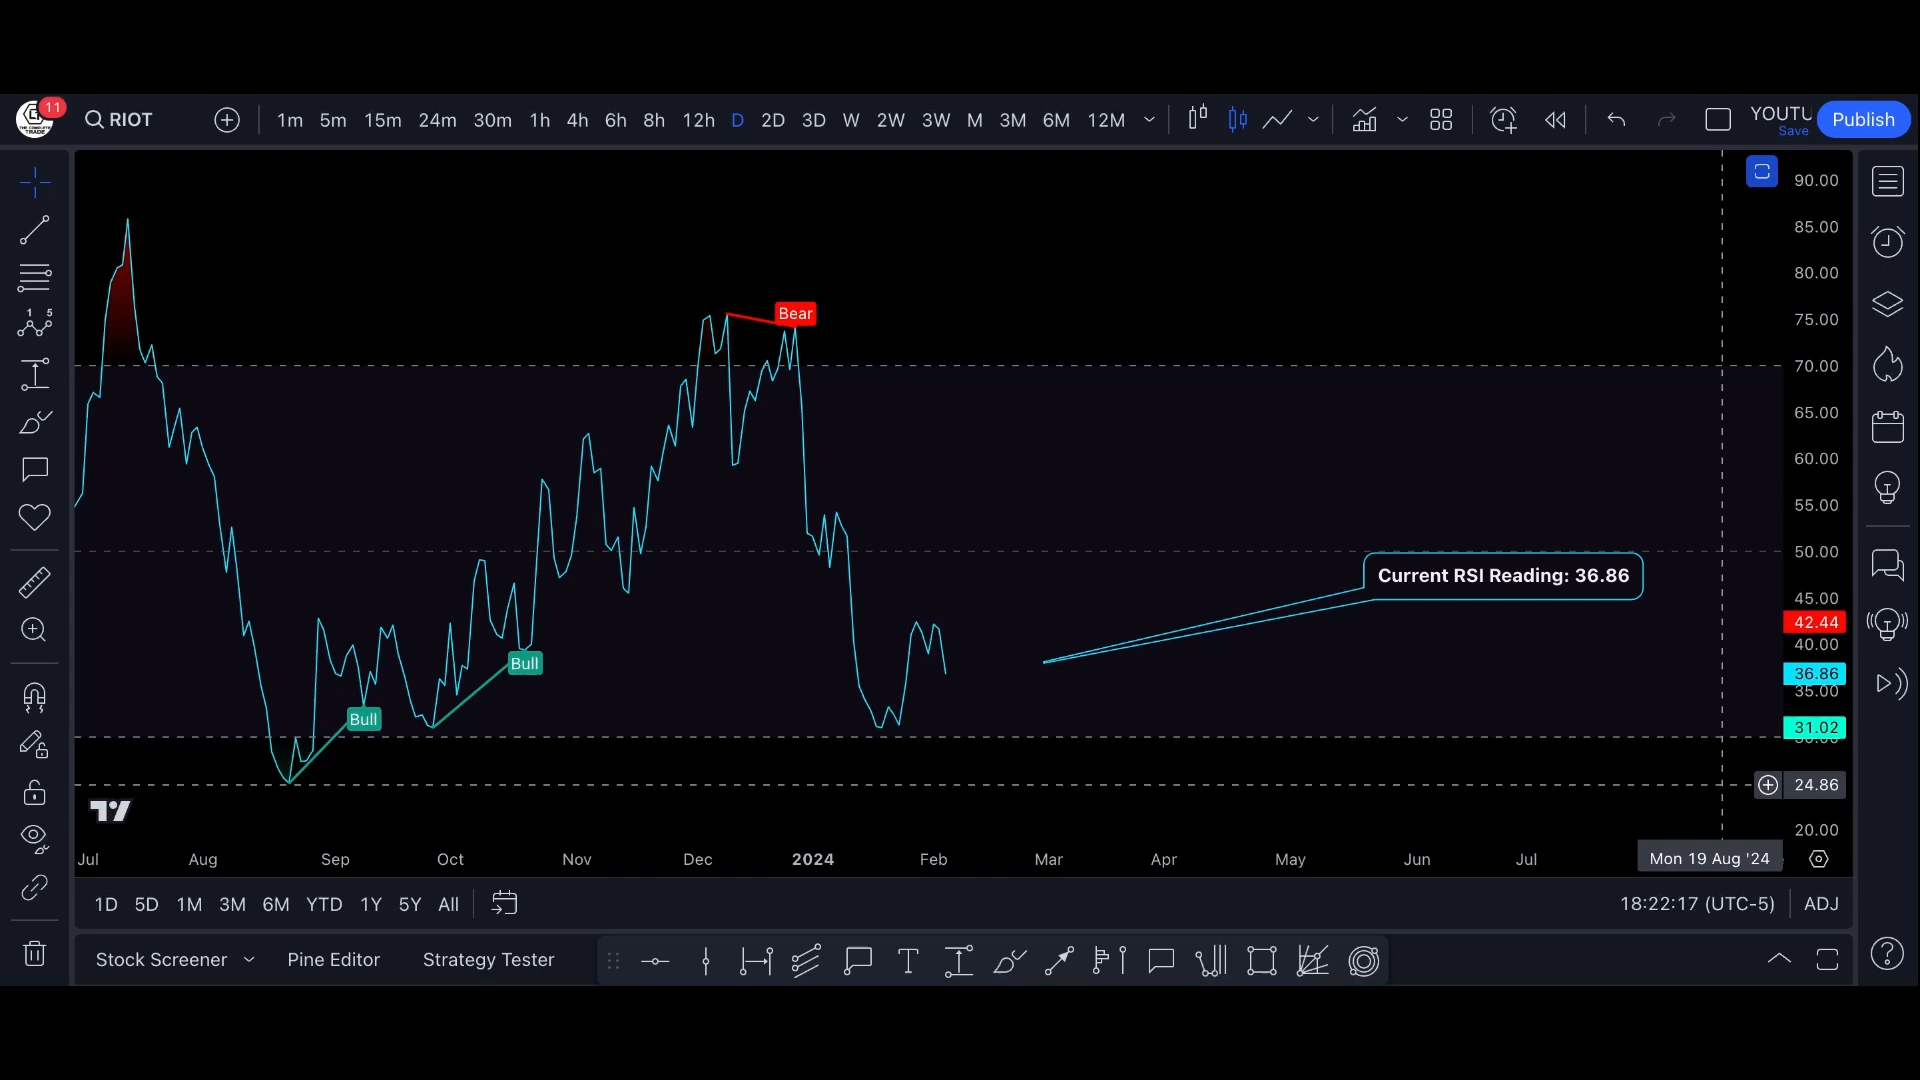 11
RIOT
1m 5m 15m 24m 30m 1h 4h 6h 8h 12h D 2D 3D W 2W 3W M 3M 6M 12M
YOUTU
Save
Publish
90.00
85.00
80.00
75.00
70.00
65.00
60.00
55.00
50.00
45.00
42.44
40.00
36.86
35.00
31.02
24.86
20.00
Bear
Bull
Bull
Current RSI Reading: 36.86
Jul Aug Sep Oct Nov Dec 2024 Feb Mar Apr May Jun Jul Mon 19 Aug '24
1D 5D 1M 3M 6M YTD 1Y 5Y All
18:22:17 (UTC-5) ADJ
Stock Screener Pine Editor Strategy Tester